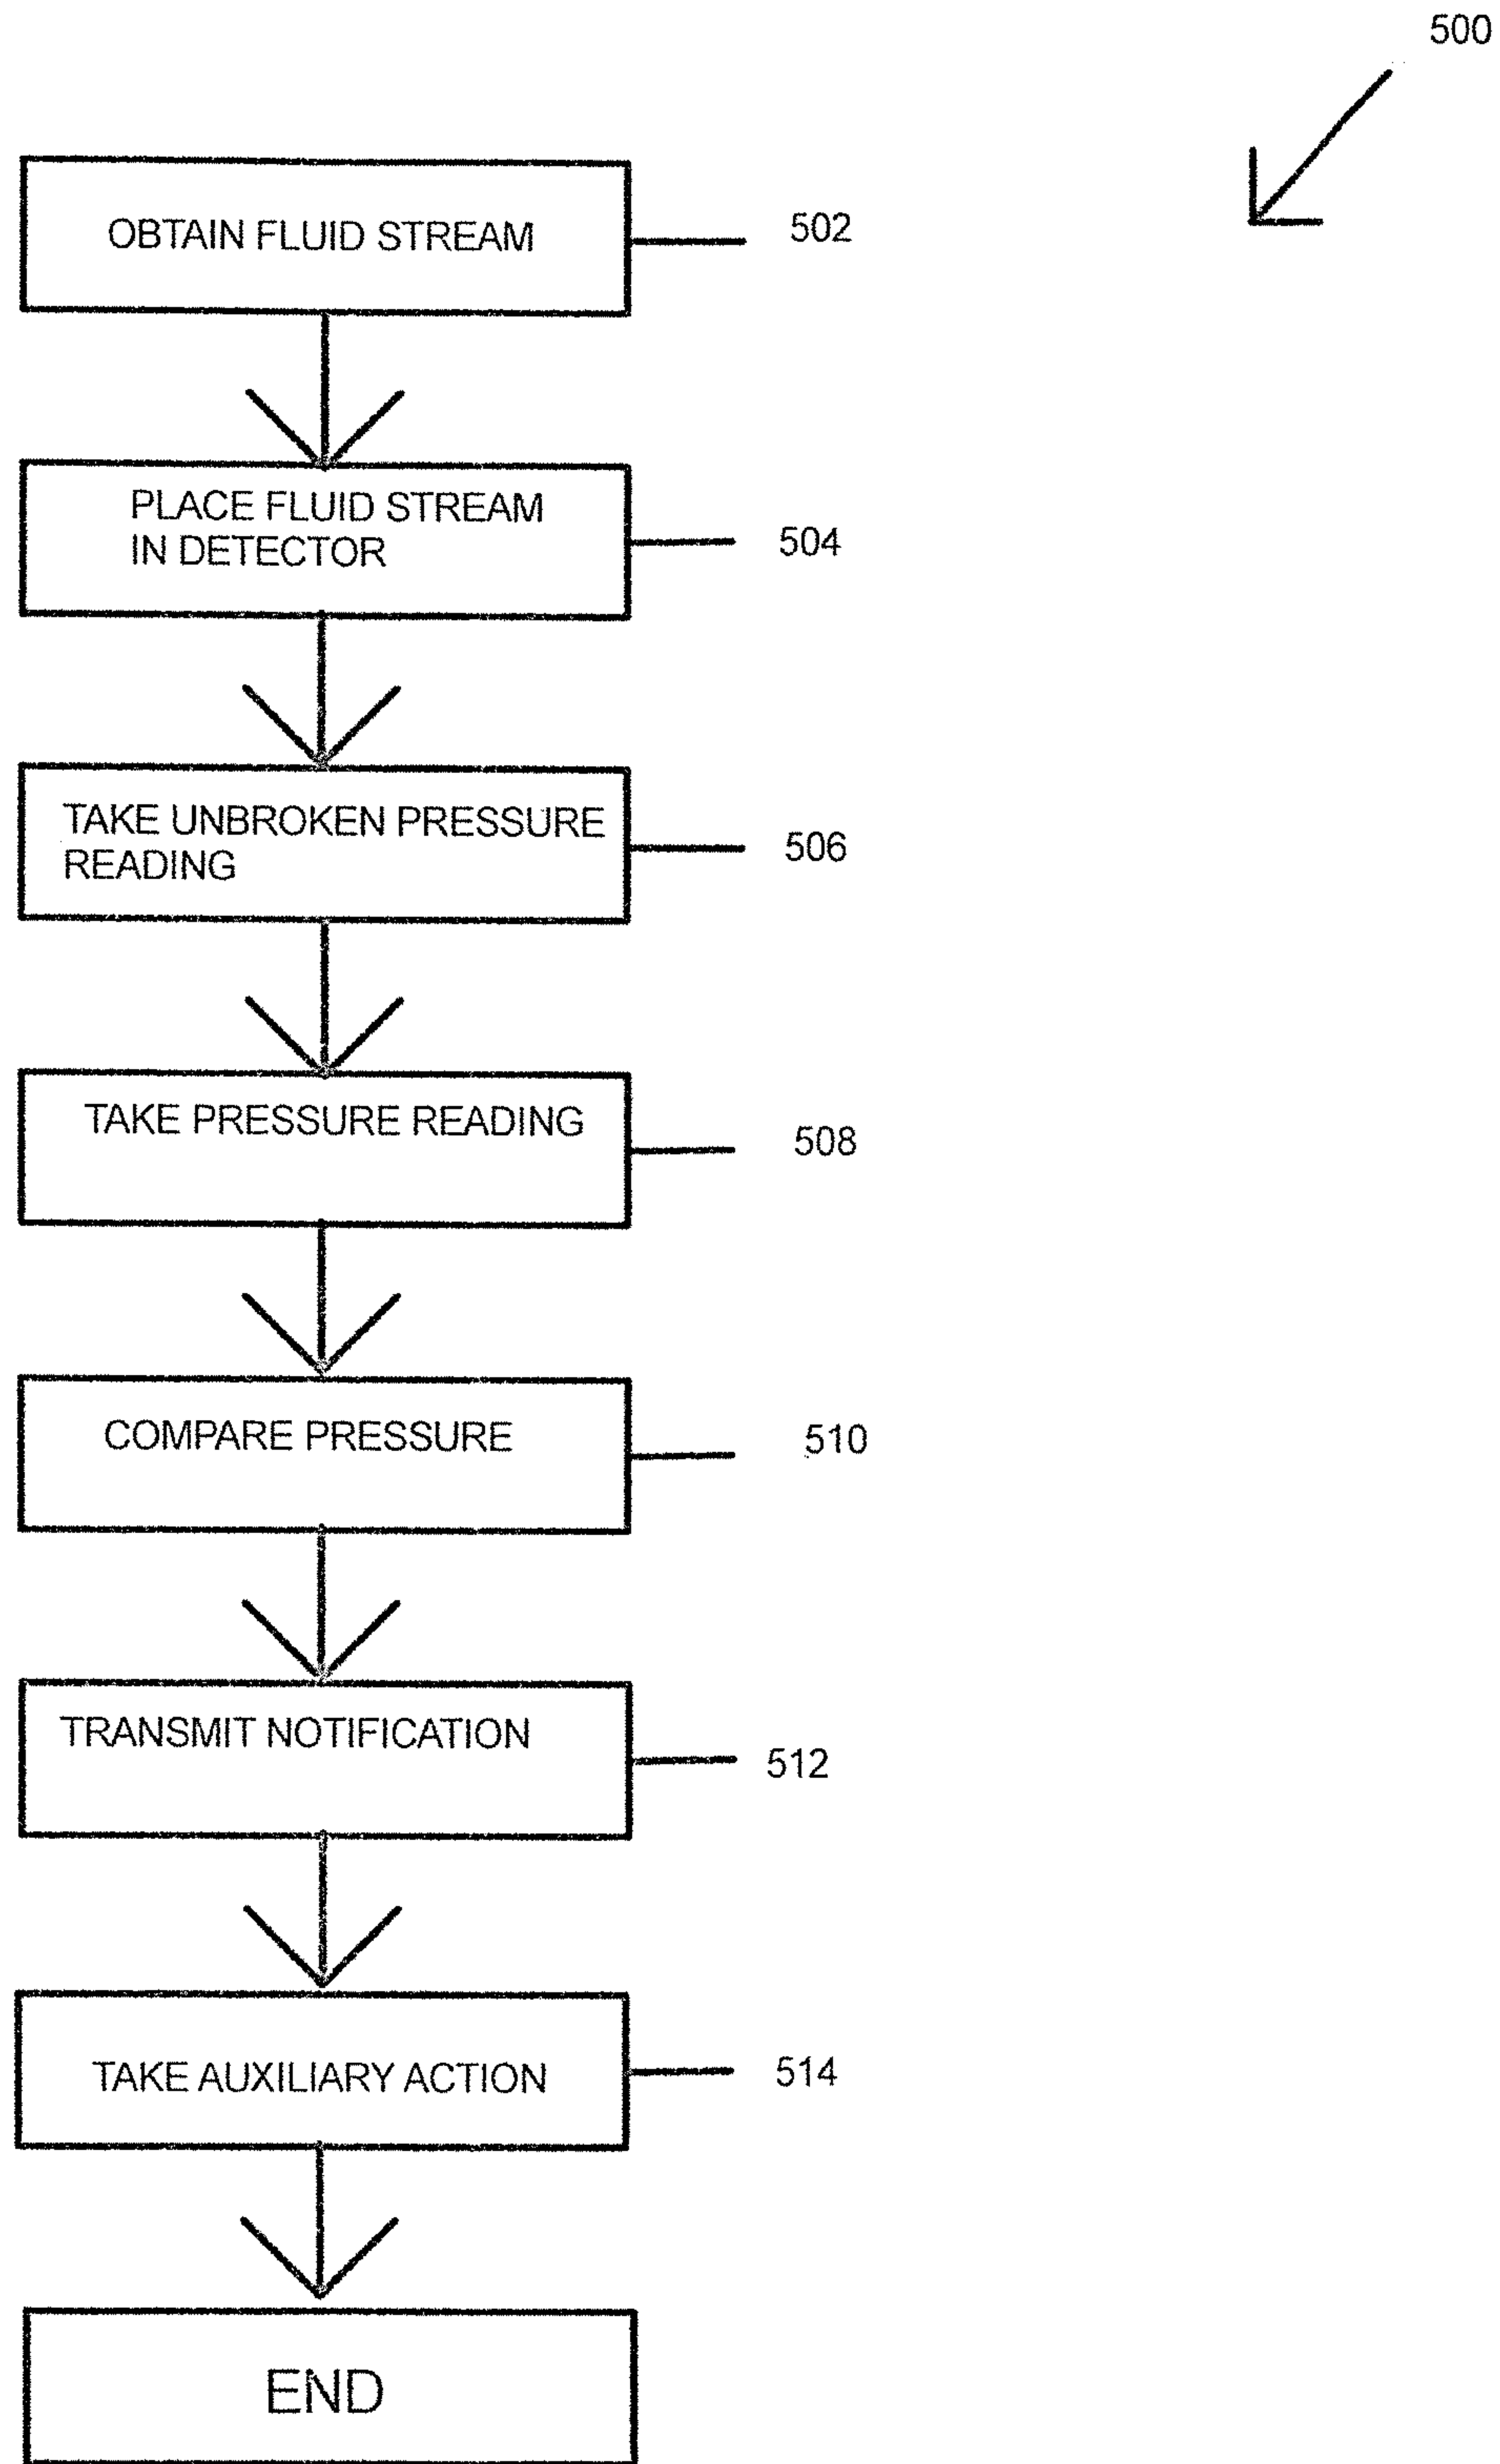 500
OBTAIN FLUID STREAM
502
PLACE FLUID STREAM
IN DETECTOR
504
TAKE UNBROKEN PRESSURE
READING
506
TAKE PRESSURE READING
508
COMPARE PRESSURE
510
TRANSMIT NOTIFICATION
512
TAKE AUXILIARY ACTION
514
END